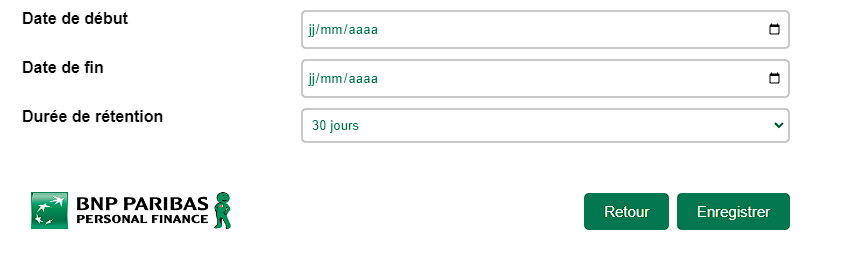 Date de début
jj/mm/aaaa
Date de fin
jj/mm/aaaa
Durée de rétention
30 jours
BNP PARIBAS
PERSONAL FINANCE
Retour
Enregistrer